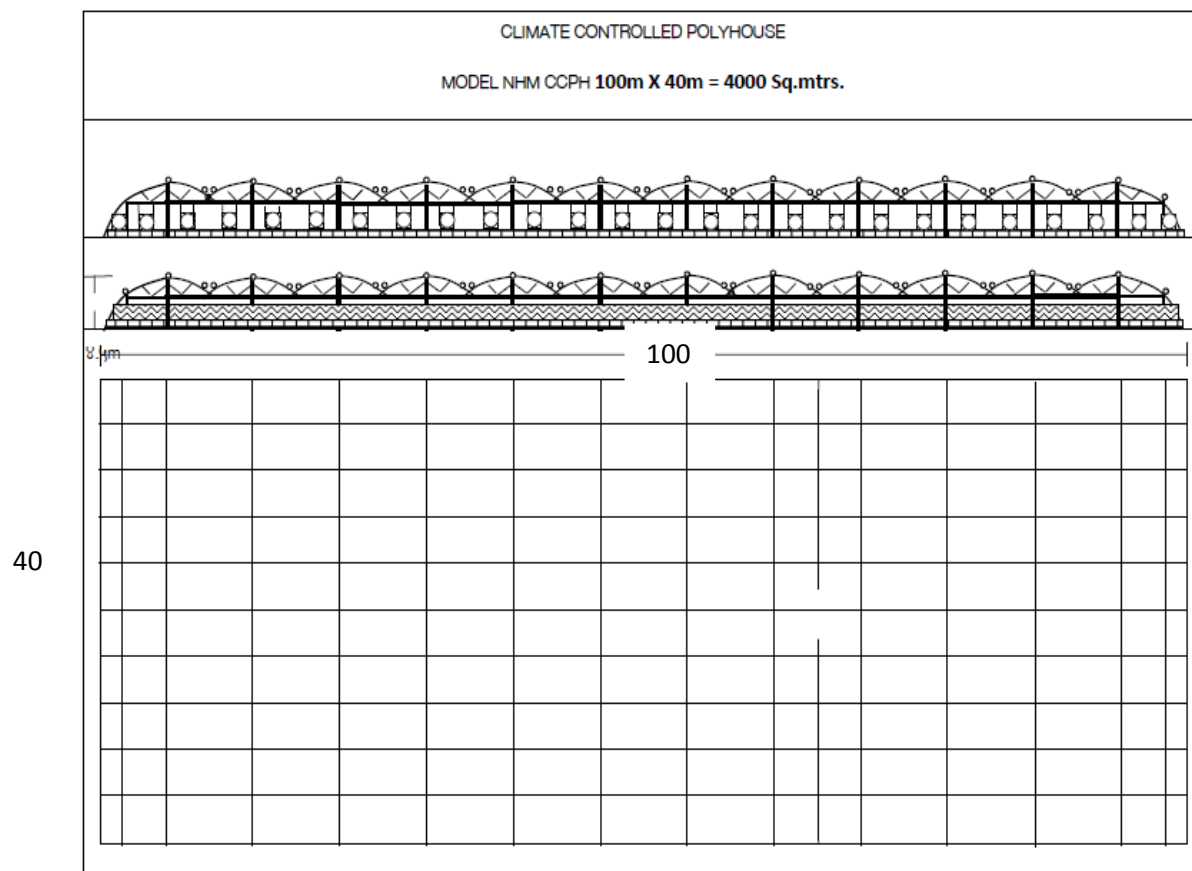 CLIMATE CONTROLLED POLYHOUSE
MODEL NHM CCPH 100m X 40m = 4000 Sq.mtrs.
100
40